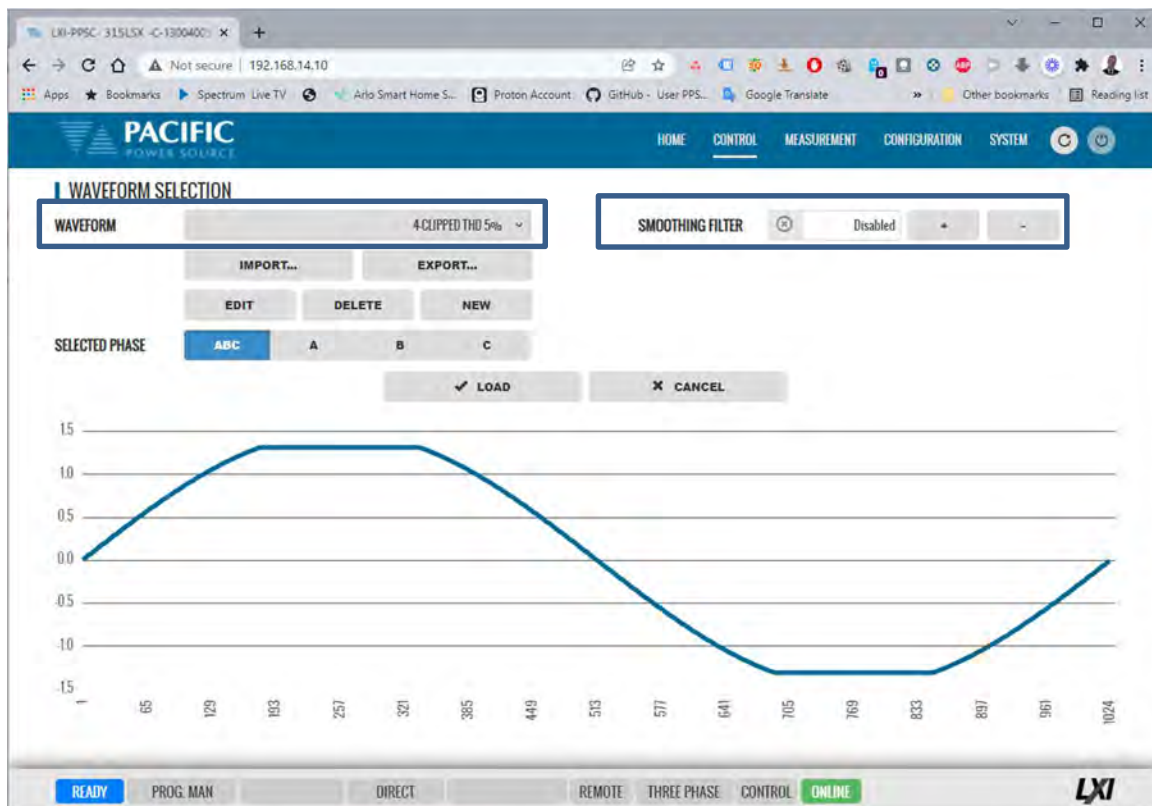 LXI-PPSC- 315LSX -C-1300400
Not secure | 192.168.14.10
Apps Bookmarks Spectrum Live TV Arlo Smart Home S... Proton Account GitHub - User PPS... Google Translate » Other bookmarks Reading list
PACIFIC
POWER SOURCE
HOME CONTROL MEASUREMENT CONFIGURATION SYSTEM
WAVEFORM SELECTION
WAVEFORM 4-CLIPPED THD 5% SMOOTHING FILTER Disabled + -
IMPORT... EXPORT...
EDIT DELETE NEW
SELECTED PHASE ABC A B C
LOAD CANCEL
1.5
1.0
0.5
0.0
-0.5
-1.0
-1.5
1 65 129 193 257 321 385 449 513 577 641 705 769 833 897 961 1024
READY PROG. MAN DIRECT REMOTE THREE PHASE CONTROL ONLINE LXI